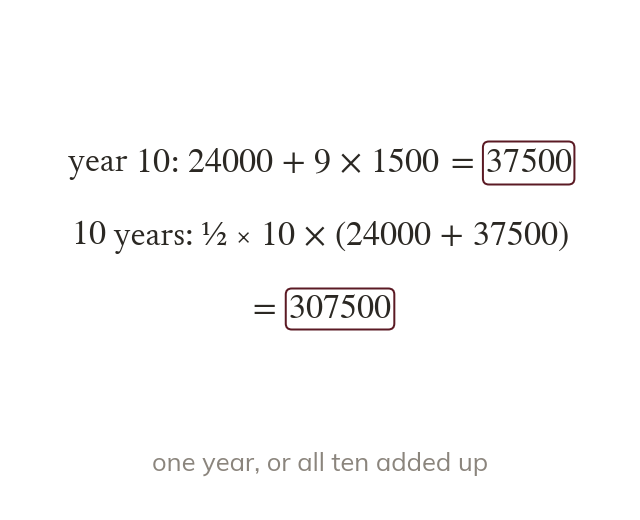 year 10: 24000 + 9 × 1500 = 37500
10 years: ½ × 10 × (24000 + 37500)
= 307500
one year, or all ten added up